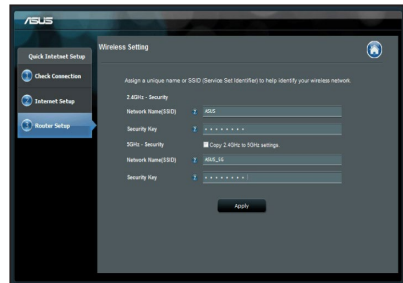 ASUS
Wireless Setting
Quick Internet Setup
Check Connection
Internet Setup
Router Setup
Assign a unique name or SSID (Service Set Identifier) to help identify your wireless network
2.4GHz - Security
Network Name(SSID) ? ASUS
Security Key ?
5GHz - Security Copy 2.4GHz to 5GHz settings.
Network Name(SSID) ? ASUS_5G
Security Key ?
Apply